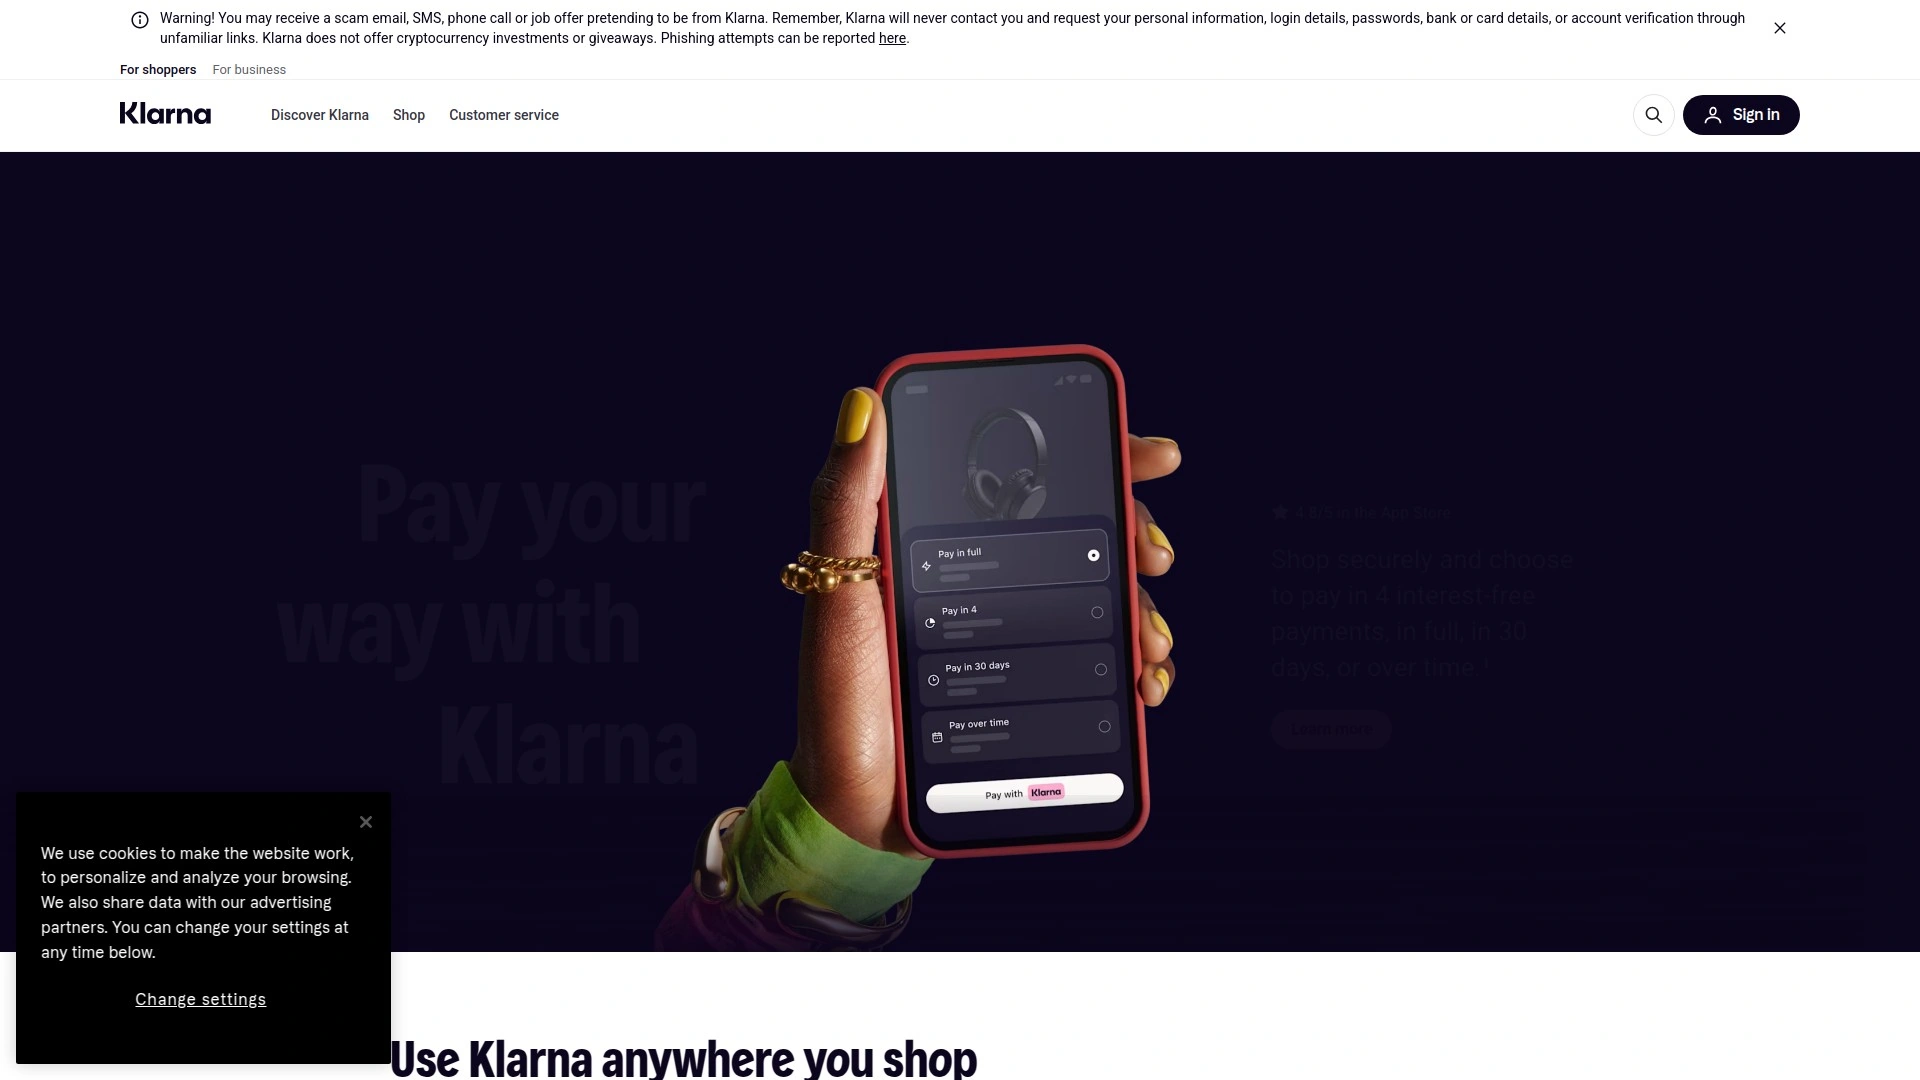 Warning! You may receive a scam email, SMS, phone call or job offer pretending to be from Klarna. Remember, Klarna will never contact you and request your personal information, login details, passwords, bank or card details, or account verification through
unfamiliar links. Klarna does not offer cryptocurrency investments or giveaways. Phishing attempts can be reported here.
For shoppers For business
Klarna
Discover Klarna Shop Customer service
Sign in
Pay your
way with
Klarna
Pay in full
Pay in 4
Pay in 30 days
Pay over time
Pay with Klarna
4.8/5 in the App Store
Shop securely and choose
to pay in 4 interest-free
payments, in full, in 30
days, or over time.¹
Learn more
We use cookies to make the website work,
to personalize and analyze your browsing.
We also share data with our advertising
partners. You can change your settings at
any time below.
Change settings
Use Klarna anywhere you shop